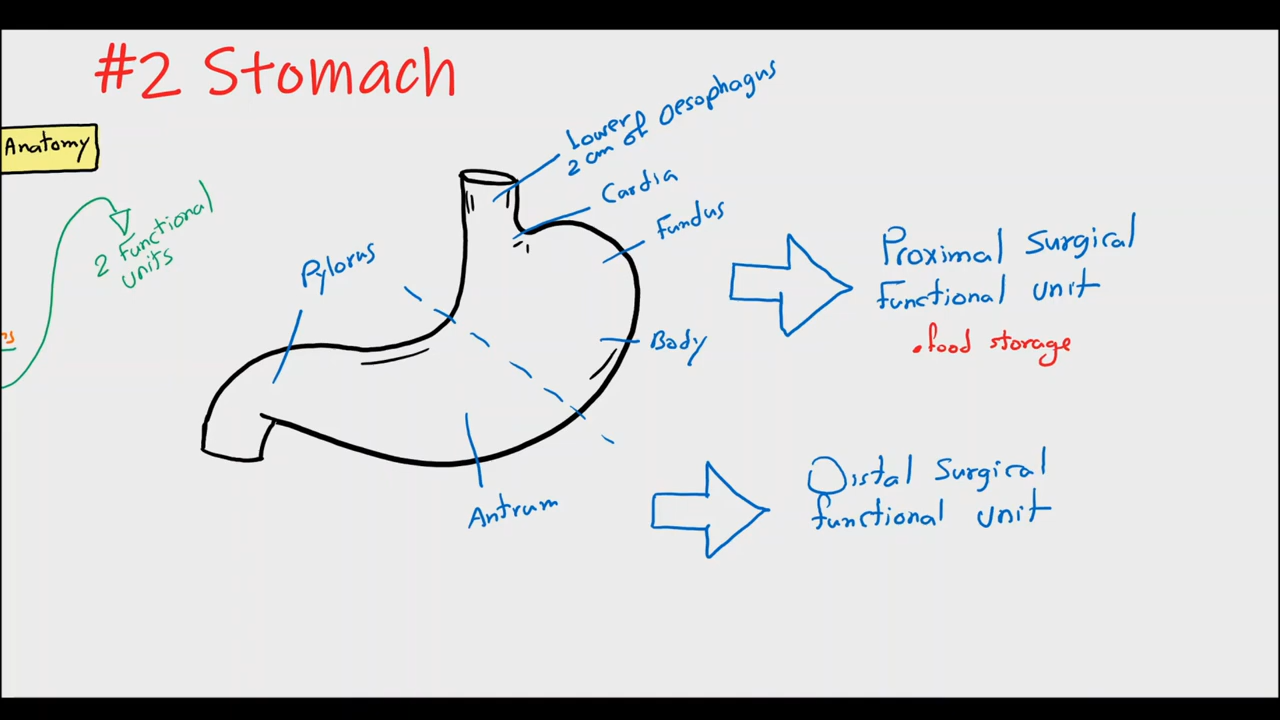 #2 Stomach
Anatomy
2 Functional
units
Lower
2 cm of Oesophagus
Cardia
Fundus
Pylorus
Body
Antrum
Proximal Surgical
Functional unit
.food storage
Distal Surgical
functional unit